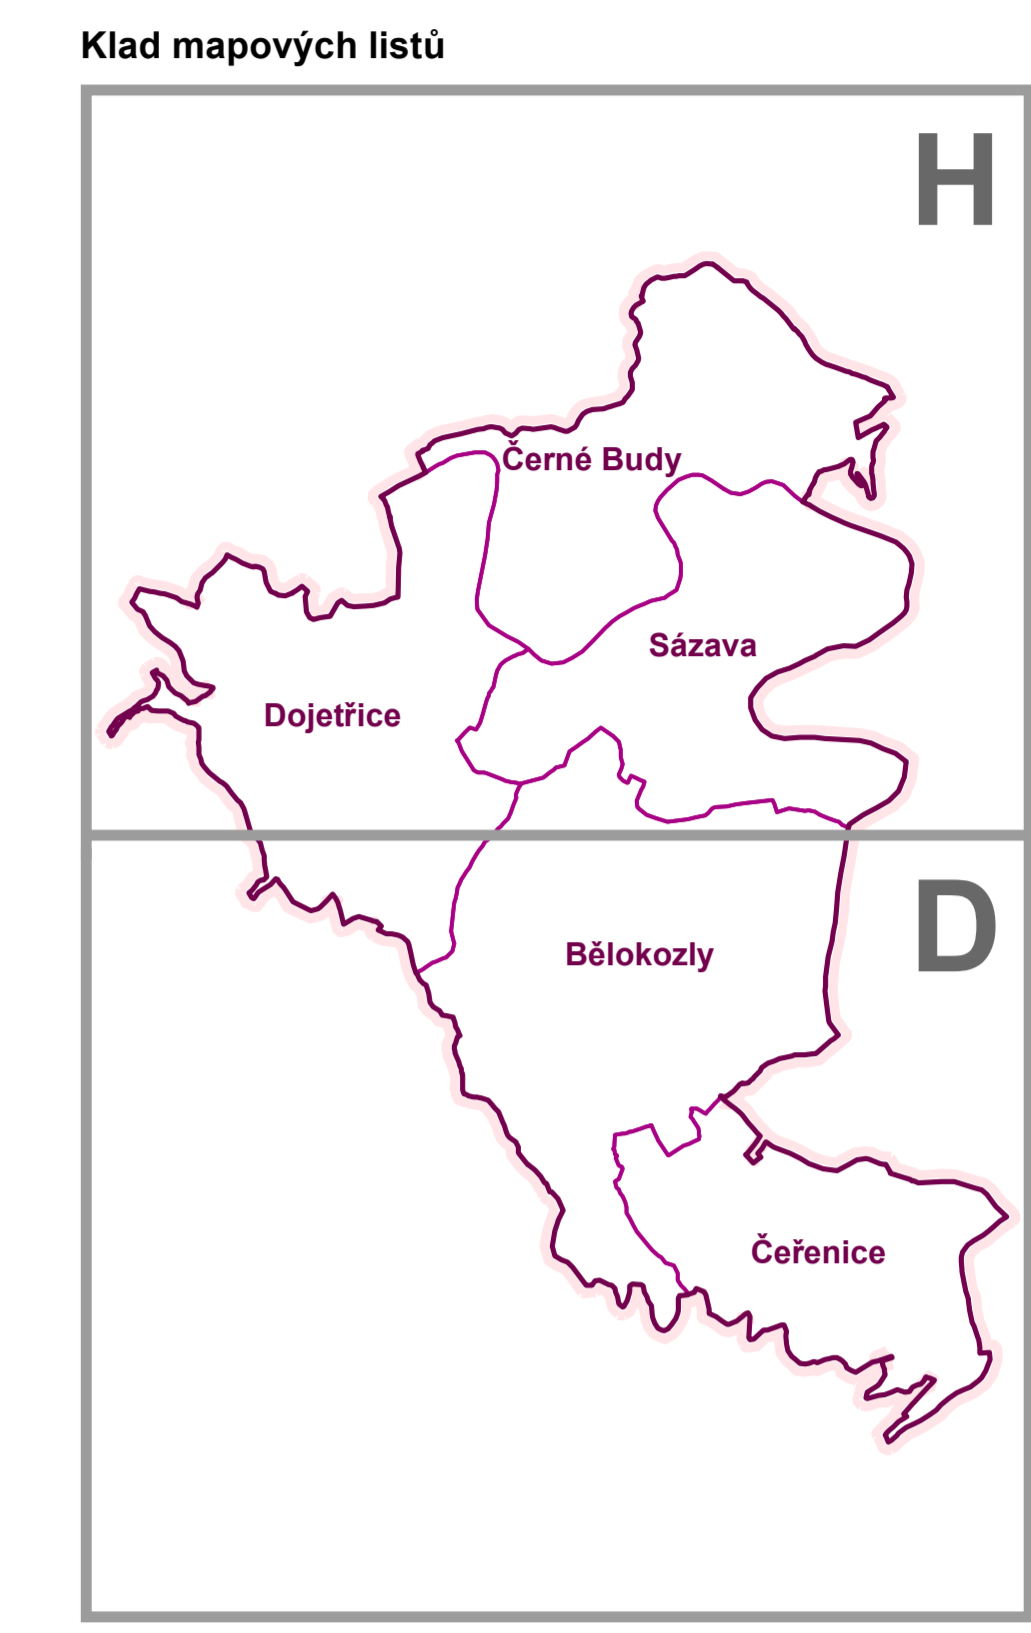 Klad mapových listů
H
Černé Budy
Sázava
Dojetřice
D
Bělokozly
Čeřenice